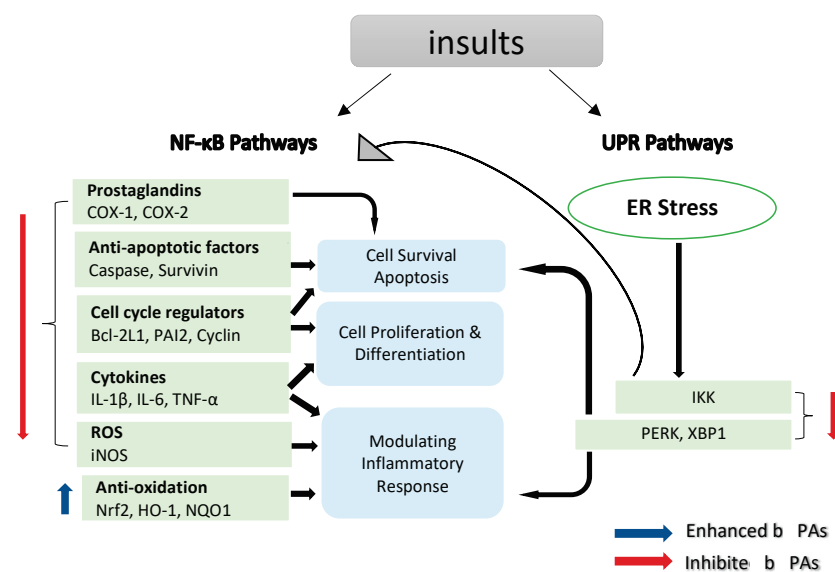 insults
NF-κB Pathways
UPR Pathways
Prostaglandins
COX-1, COX-2
Anti-apoptotic factors
Caspase, Survivin
Cell cycle regulators
Bcl-2L1, PAI2, Cyclin
Cytokines
IL-1β, IL-6, TNF-α
ROS
iNOS
Anti-oxidation
Nrf2, HO-1, NQO1
Cell Survival
Apoptosis
Cell Proliferation &
Differentiation
Modulating
Inflammatory
Response
ER Stress
IKK
PERK, XBP1
Enhanced b PAs
Inhibite b PAs